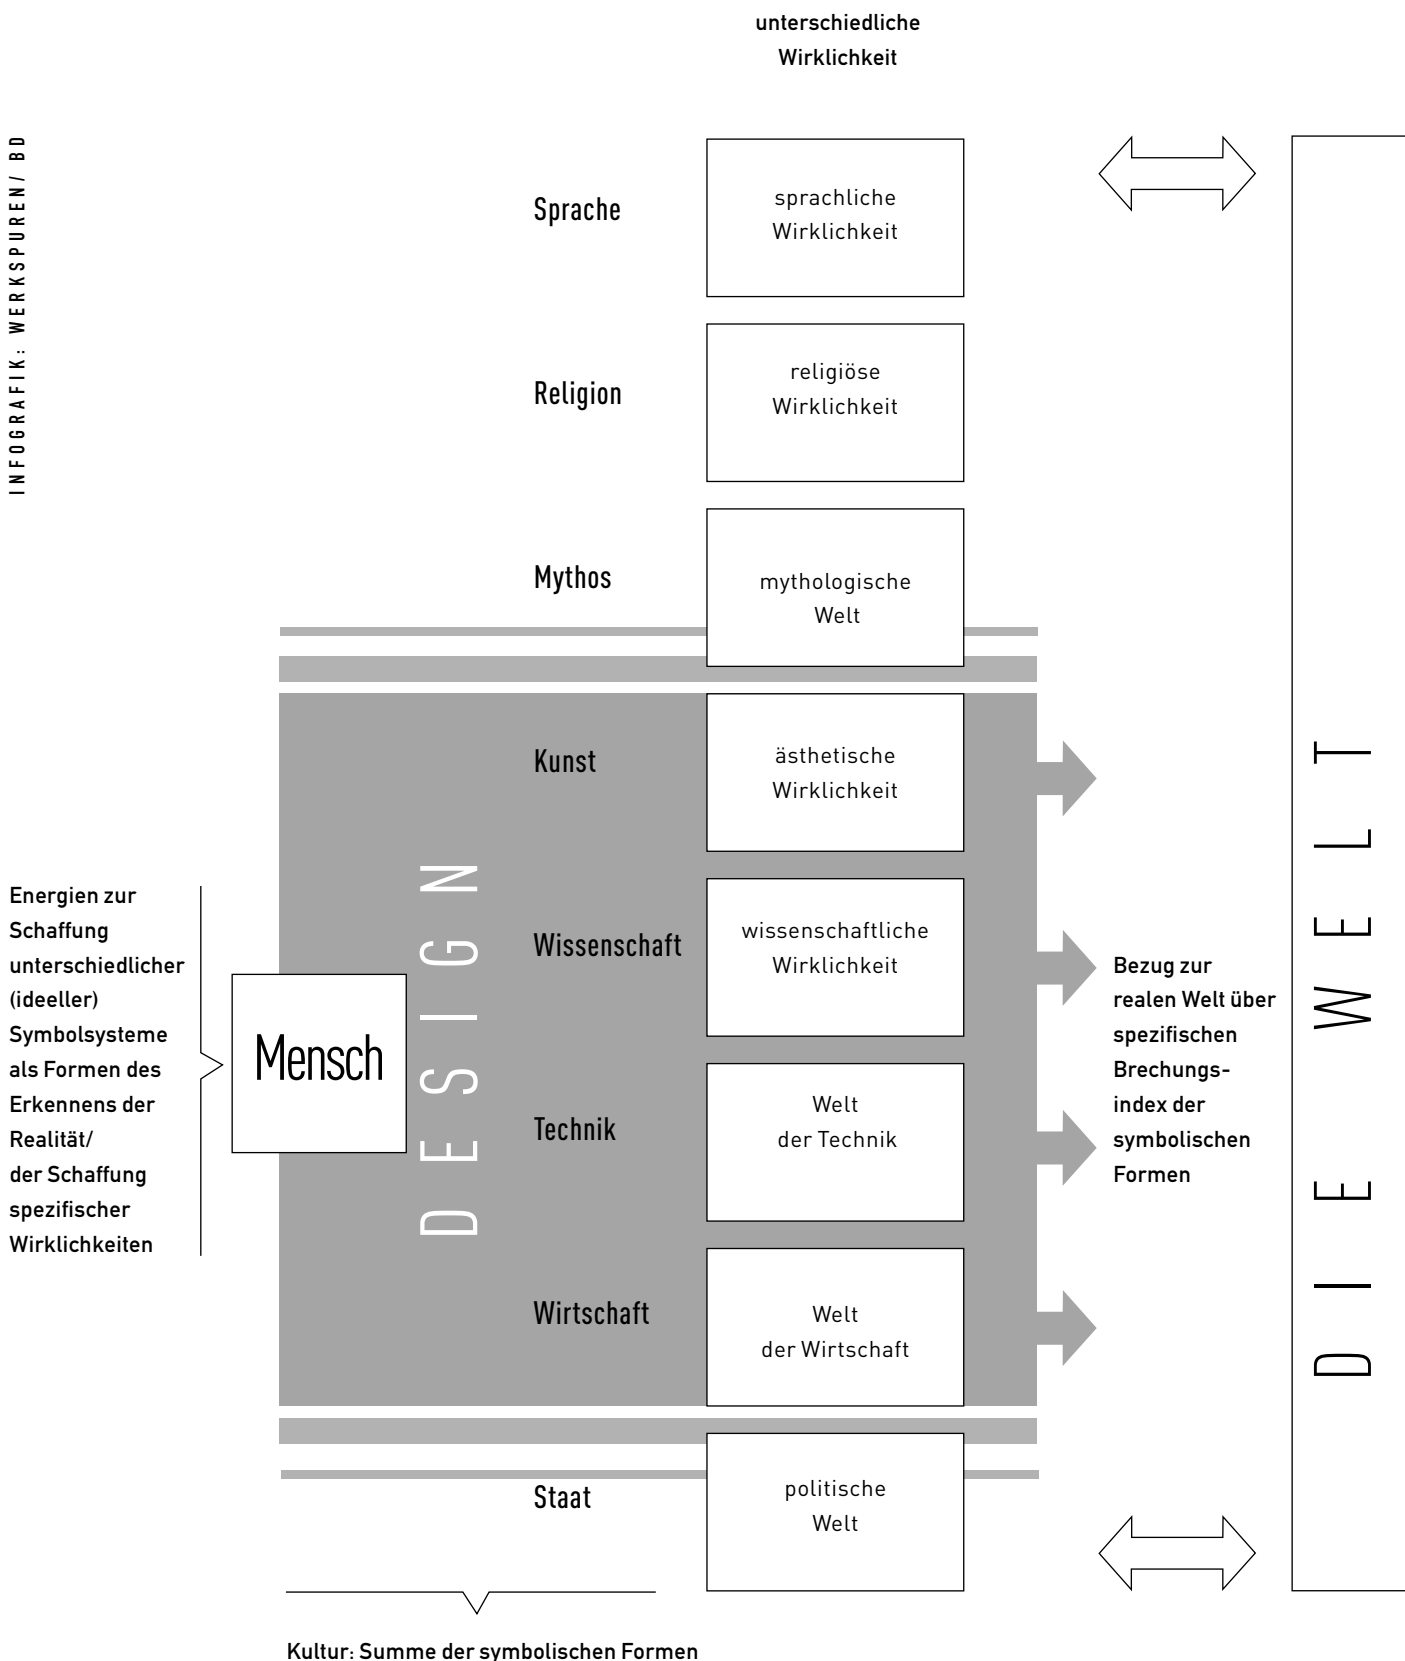 unterschiedliche
Wirklichkeit
INFOGRAFIK: WERKSPUREN/ BD
Sprache
sprachliche
Wirklichkeit
Religion
religiöse
Wirklichkeit
Mythos
mythologische
Welt
Kunst
ästhetische
Wirklichkeit
Wissenschaft
wissenschaftliche
Wirklichkeit
Technik
Welt
der Technik
Wirtschaft
Welt
der Wirtschaft
Staat
politische
Welt
Energien zur
Schaffung
unterschiedlicher
(ideeller)
Symbolsysteme
als Formen des
Erkennens der
Realität/
der Schaffung
spezifischer
Wirklichkeiten
Mensch
DESIGN
Bezug zur
realen Welt über
spezifischen
Brechungs-
index der
symbolischen
Formen
DIE WELT
Kultur: Summe der symbolischen Formen